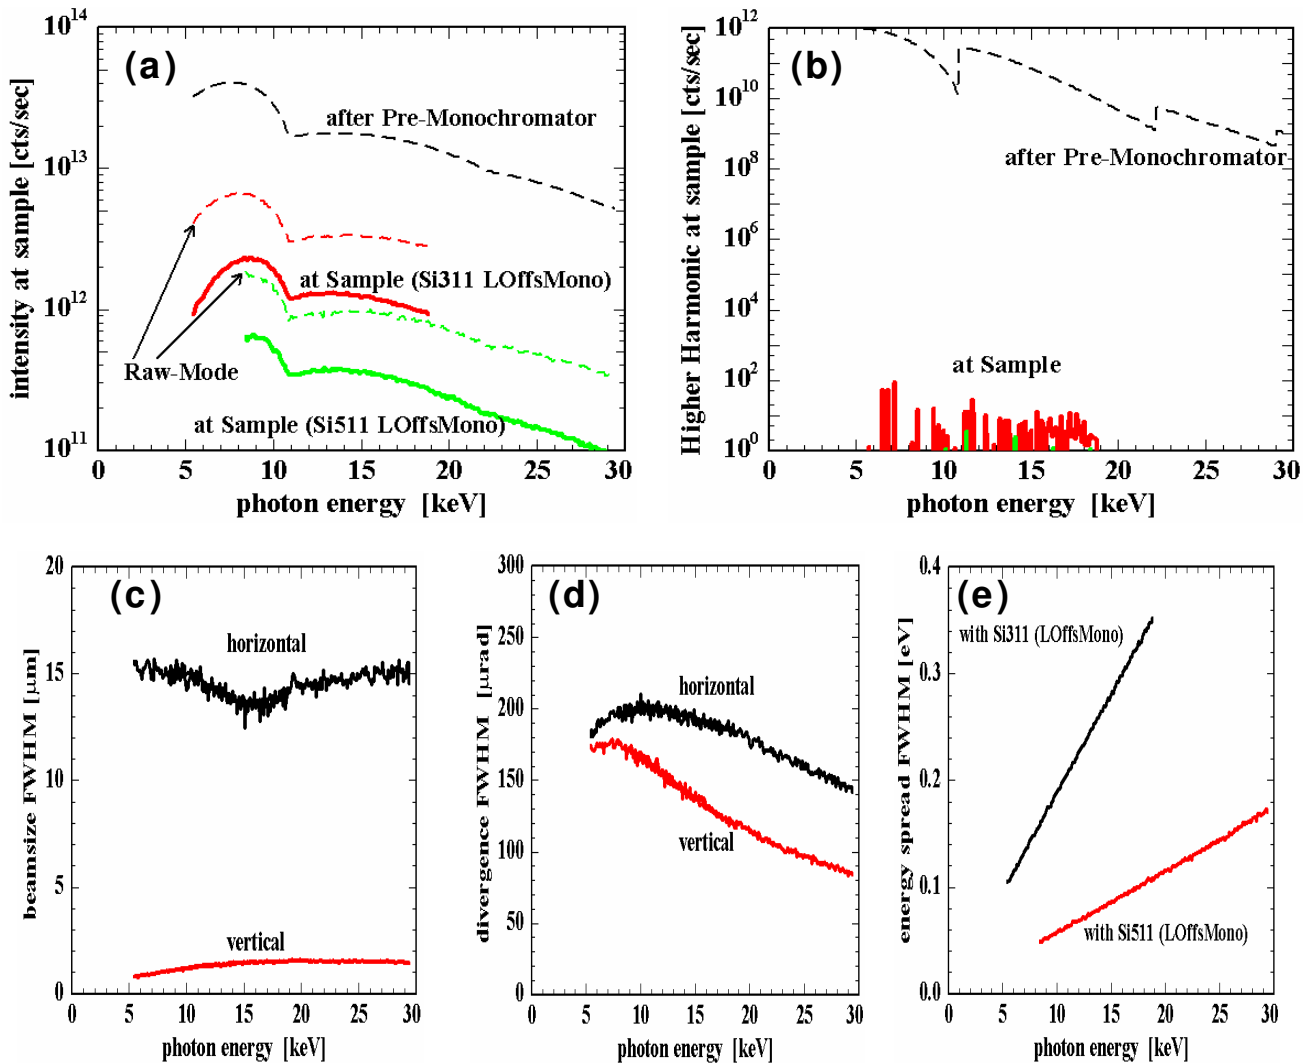 (a)
intensity at sample [cts/sec]
10^14
10^13
10^12
10^11
after Pre-Monochromator
at Sample (Si311 LOffsMono)
Raw-Mode
at Sample (Si511 LOffsMono)
0 5 10 15 20 25 30
photon energy [keV]
(b)
Higher Harmonic at sample [cts/sec]
10^12
10^10
10^8
10^6
10^4
10^2
10^0
after Pre-Monochromator
at Sample
0 5 10 15 20 25 30
photon energy [keV]
(c)
beamsize FWHM [μm]
20
15
10
5
0
horizontal
vertical
0 5 10 15 20 25 30
photon energy [keV]
(d)
divergence FWHM [μrad]
300
250
200
150
100
50
0
horizontal
vertical
0 5 10 15 20 25 30
photon energy [keV]
(e)
energy spread FWHM [eV]
0.4
0.3
0.2
0.1
0.0
with Si311 (LOffsMono)
with Si511 (LOffsMono)
0 5 10 15 20 25 30
photon energy [keV]